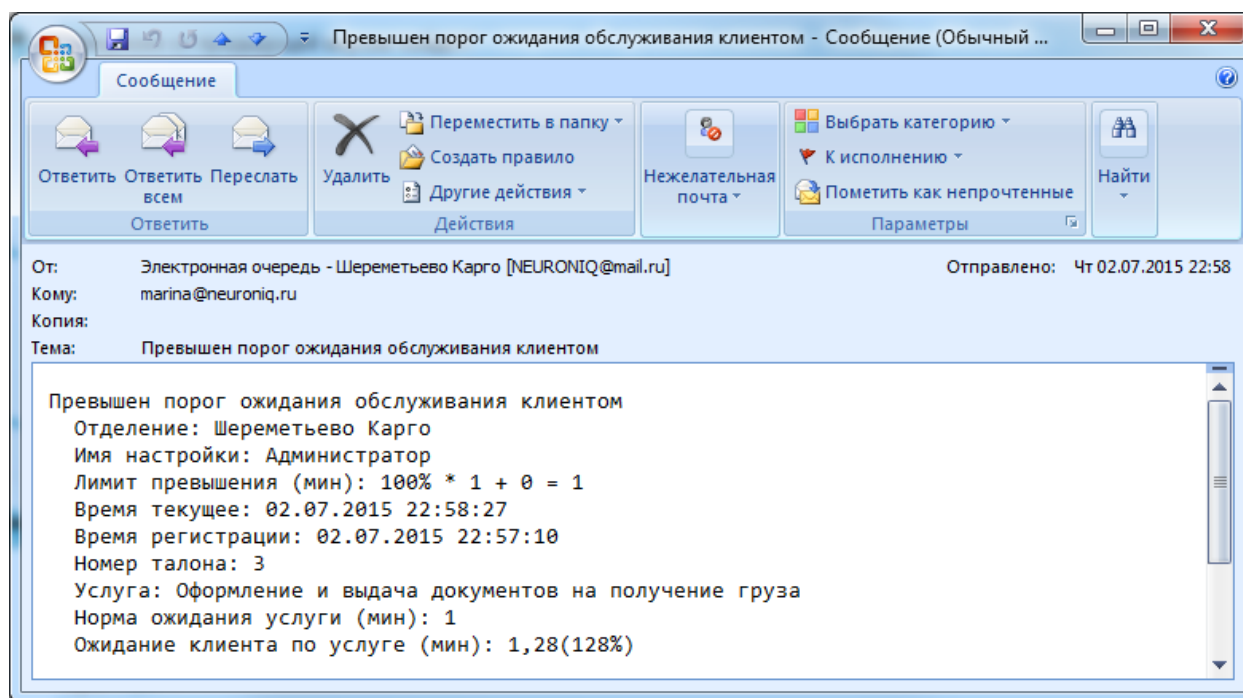 Превышен порог ожидания обслуживания клиентом - Сообщение (Обычный ...
Сообщение
Ответить
Ответить всем
Переслать
Ответить
Удалить
Переместить в папку
Создать правило
Другие действия
Действия
Нежелательная почта
Выбрать категорию
К исполнению
Пометить как непрочтенные
Параметры
Найти
От: Электронная очередь - Шереметьево Карго [NEURONIQ@mail.ru] Отправлено: Чт 02.07.2015 22:58
Кому: marina@neuroniq.ru
Копия:
Тема: Превышен порог ожидания обслуживания клиентом
Превышен порог ожидания обслуживания клиентом
Отделение: Шереметьево Карго
Имя настройки: Администратор
Лимит превышения (мин): 100% * 1 + 0 = 1
Время текущее: 02.07.2015 22:58:27
Время регистрации: 02.07.2015 22:57:10
Номер талона: 3
Услуга: Оформление и выдача документов на получение груза
Норма ожидания услуги (мин): 1
Ожидание клиента по услуге (мин): 1,28(128%)